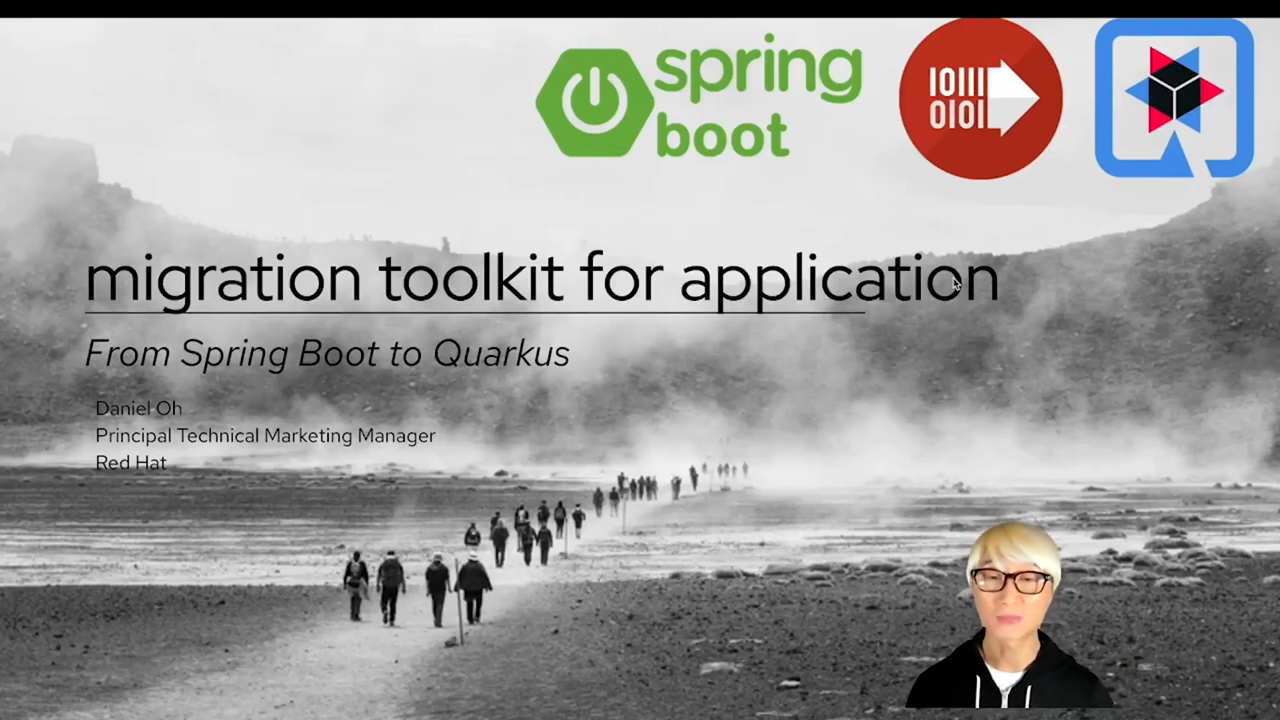 spring
boot
10111
0101
migration toolkit for application
From Spring Boot to Quarkus
Daniel Oh
Principal Technical Marketing Manager
Red Hat